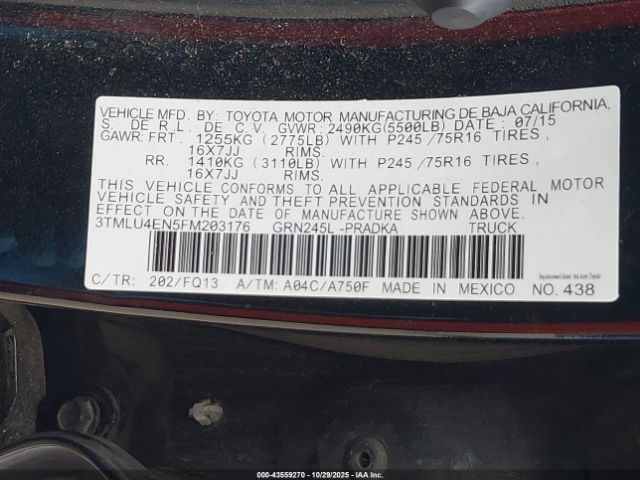 VEHICLE MFD. BY: TOYOTA MOTOR MANUFACTURING DE BAJA CALIFORNIA,
S. DE R.L. DE C.V. GVWR: 2490KG(5500LB) DATE: 07/15
GAWR: FRT. 1255KG (2775LB) WITH P245 /75R16 TIRES,
16X7JJ RIMS.
RR. 1410KG (3110LB) WITH P245 /75R16 TIRES,
16X7JJ RIMS.
THIS VEHICLE CONFORMS TO ALL APPLICABLE FEDERAL MOTOR
VEHICLE SAFETY, BUMPER, AND THEFT PREVENTION STANDARDS IN
EFFECT ON THE DATE OF MANUFACTURE SHOWN ABOVE.
3TMLU4EN5FM203176 GRN245L -PRADKA TRUCK
C/TR: 202/FQ13 A/TM: A04C/A750F MADE IN MEXICO NO. 438
000-43559270 - 10/29/2025 - IAAI.com